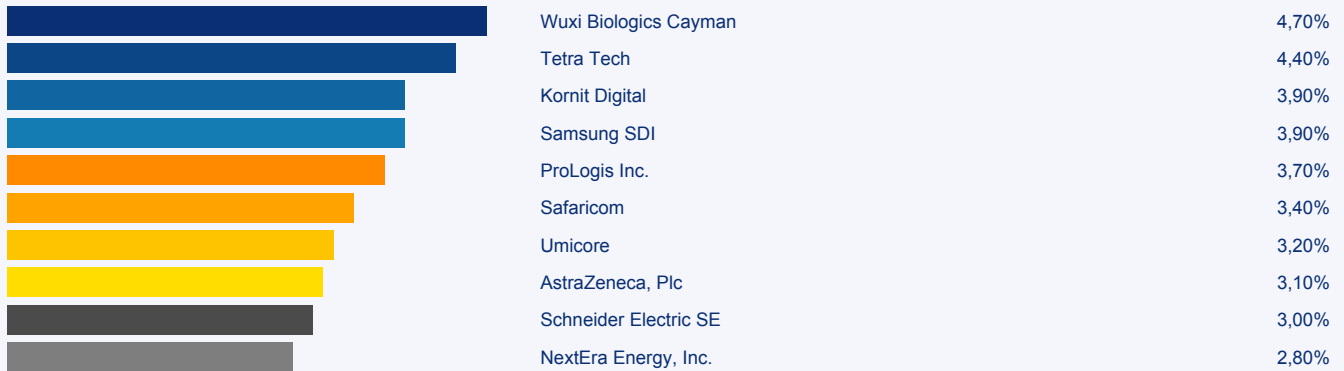 Wuxi Biologics Cayman 4,70%
Tetra Tech 4,40%
Kornit Digital 3,90%
Samsung SDI 3,90%
ProLogis Inc. 3,70%
Safaricom 3,40%
Umicore 3,20%
AstraZeneca, Plc 3,10%
Schneider Electric SE 3,00%
NextEra Energy, Inc. 2,80%